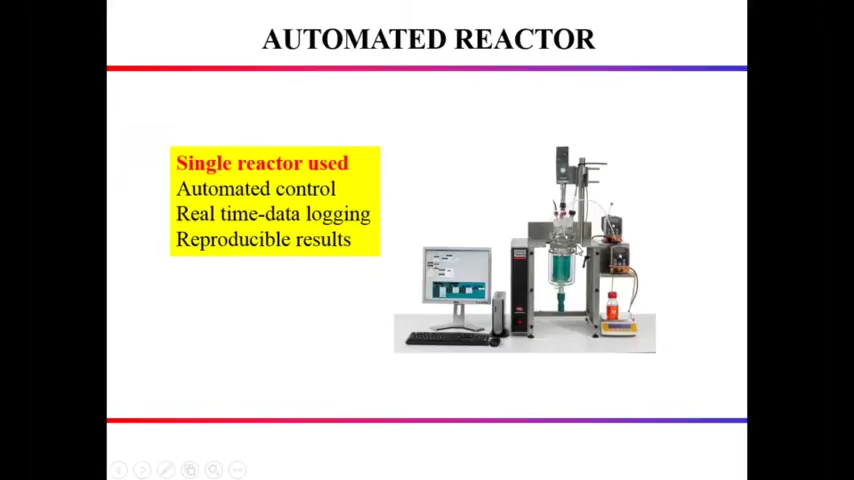 AUTOMATED REACTOR
Single reactor used
Automated control
Real time-data logging
Reproducible results